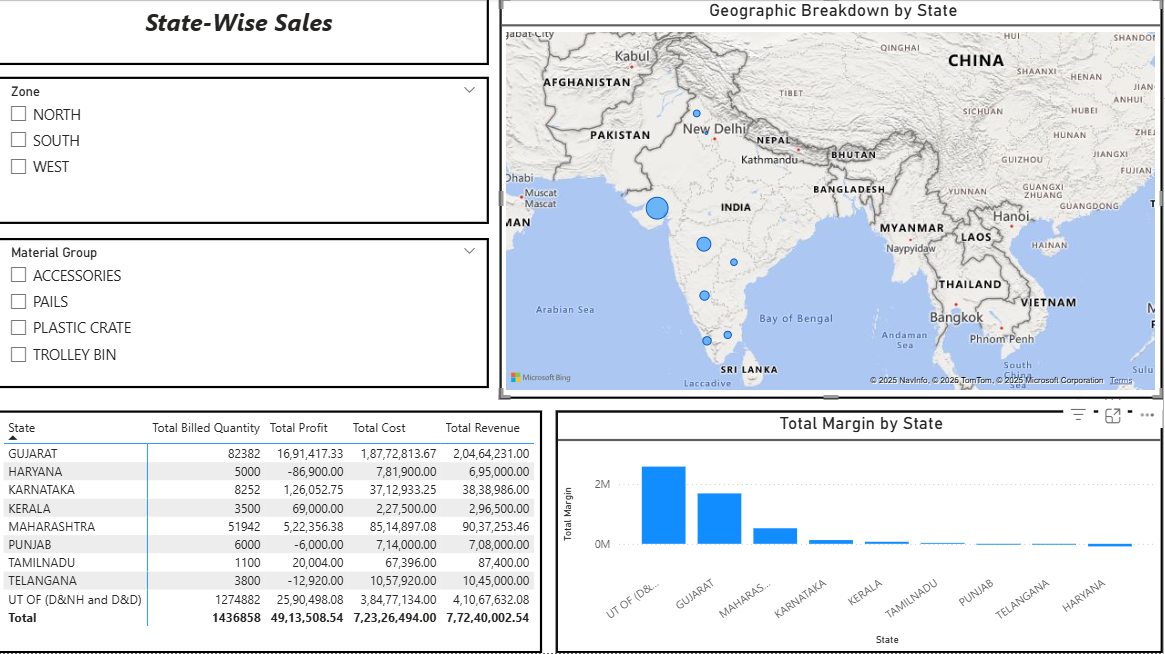 State-Wise Sales
Zone
NORTH
SOUTH
WEST
Material Group
ACCESSORIES
PAILS
PLASTIC CRATE
TROLLEY BIN
Geographic Breakdown by State
Kabul
AFGHANISTAN
PAKISTAN
New Delhi
NEPAL
Kathmandu
BHUTAN
BANGLADESH
INDIA
TIBET
QINGHAI
CHINA
HUI
SHAANXI
HENAN
ANHUI
SICHUAN
HUBEI
HUNAN
JIANGXI
GUIZHOU
FUJIAN
YUNNAN
GUANGXI
ZHUANG
GUANGDONG
Hanoi
HAINAN
MYANMAR
Naypyidaw
LAOS
THAILAND
VIETNAM
Bangkok
Phnom Penh
Muscat
Mascat
Arabian Sea
Bay of Bengal
Andaman
Sea
SRI LANKA
Laccadive
South
China
Sulu
Microsoft Bing
© 2025 NavInfo, © 2025 TomTom, © 2025 Microsoft Corporation Terms
State Total Billed Quantity Total Profit Total Cost Total Revenue
GUJARAT 82382 16,91,417.33 1,87,72,813.67 2,04,64,231.00
HARYANA 5000 -86,900.00 7,81,900.00 6,95,000.00
KARNATAKA 8252 1,26,052.75 37,12,933.25 38,38,986.00
KERALA 3500 69,000.00 2,27,500.00 2,96,500.00
MAHARASHTRA 51942 5,22,356.38 85,14,897.08 90,37,253.46
PUNJAB 6000 -6,000.00 7,14,000.00 7,08,000.00
TAMILNADU 1100 20,004.00 67,396.00 87,400.00
TELANGANA 3800 -12,920.00 10,57,920.00 10,45,000.00
UT OF (D&NH and D&D) 1274882 25,90,498.08 3,84,77,134.00 4,10,67,632.08
Total 1436858 49,13,508.54 7,23,26,494.00 7,72,40,002.54
Total Margin by State
Total Margin
2M
0M
UT OF (D&...
GUJARAT
MAHARAS...
KARNATAKA
KERALA
TAMILNADU
PUNJAB
TELANGANA
HARYANA
State